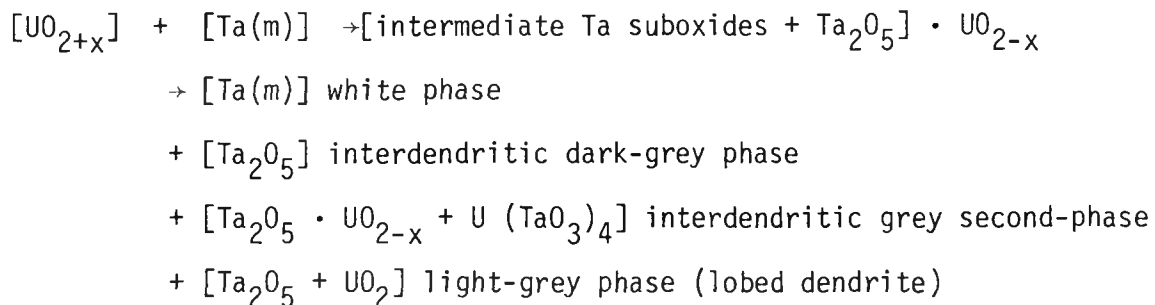 [UO2+x] + [Ta(m)] →[intermediate Ta suboxides + Ta2O5] · UO2-x
→ [Ta(m)] white phase
+ [Ta2O5] interdendritic dark-grey phase
+ [Ta2O5 · UO2-x + U (TaO3)4] interdendritic grey second-phase
+ [Ta2O5 + UO2] light-grey phase (lobed dendrite)